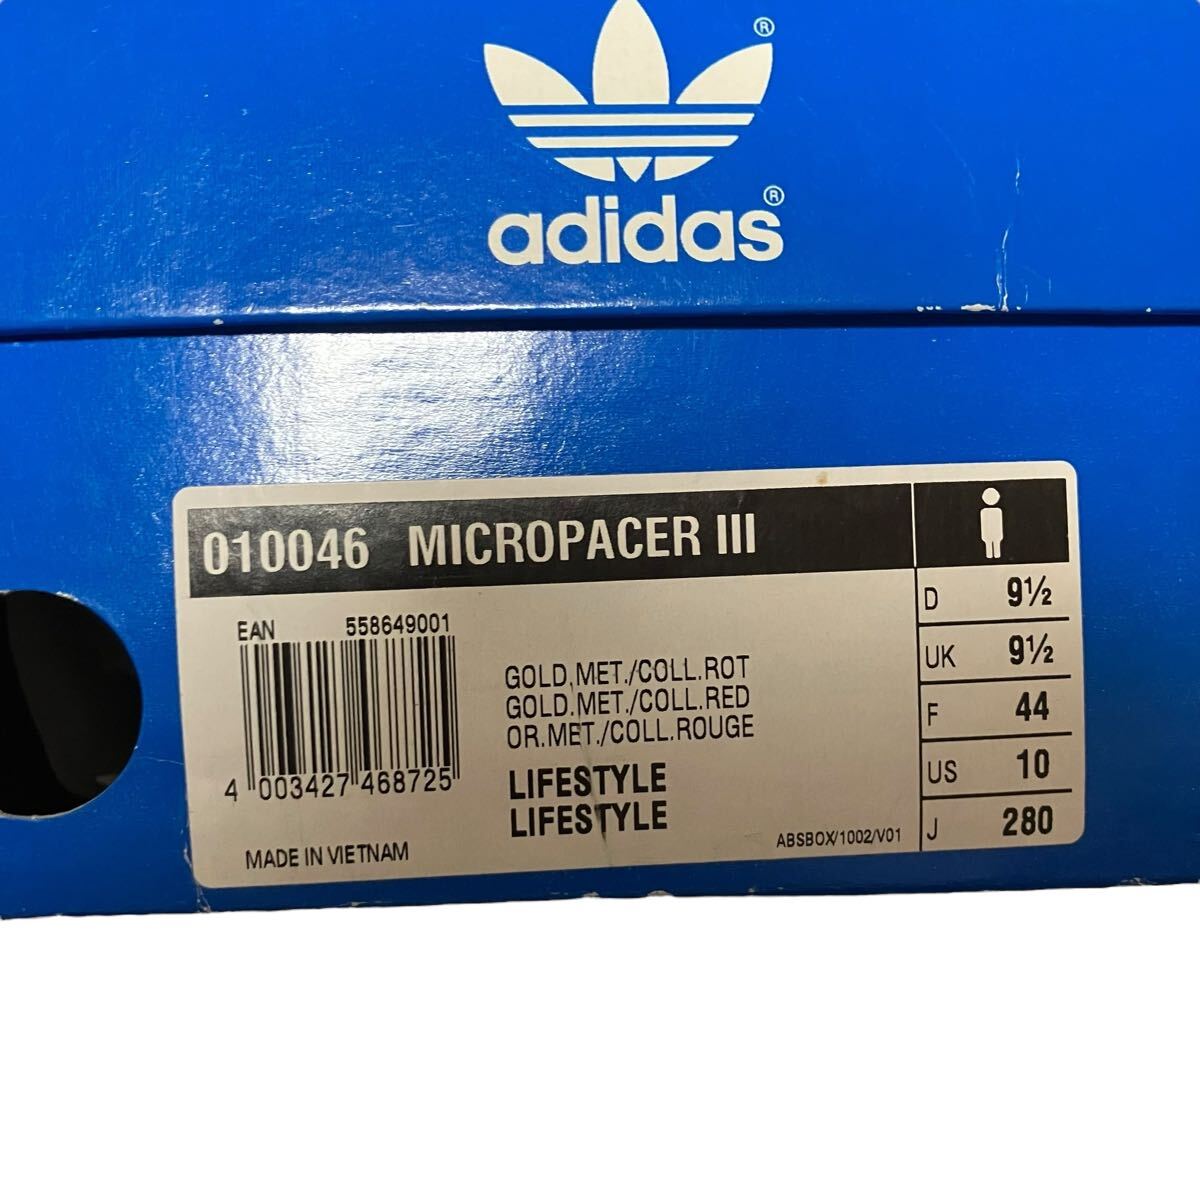 ®
adidas®
010046 MICROPACER III
EAN 558649001
4 003427 468725
MADE IN VIETNAM
GOLD.MET./COLL.ROT
GOLD.MET./COLL.RED
OR.MET./COLL.ROUGE
LIFESTYLE
LIFESTYLE
ABSBOX/1002/V01
D 9½
UK 9½
F 44
US 10
J 280